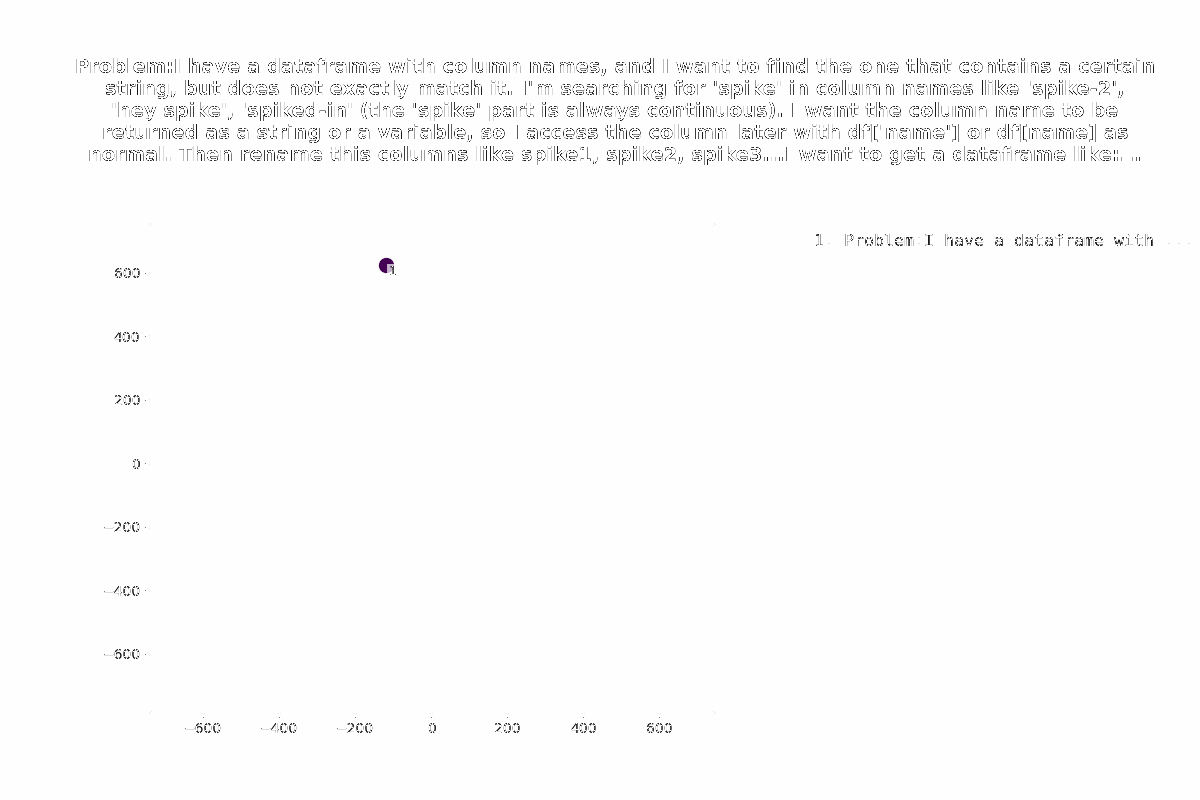 Problem:I have a dataframe with column names, and I want to find the one that contains a certain
string, but does not exactly match it. I'm searching for 'spike' in column names like 'spike-2',
'hey spike', 'spiked-in' (the 'spike' part is always continuous). I want the column name to be
returned as a string or a variable, so I access the column later with df['name'] or df[name] as
normal. Then rename this columns like spike1, spike2, spike3...I want to get a dataframe like:...
1. Problem:I have a dataframe with ...
1
600
400
200
0
−200
−400
−600
−600 −400 −200 0 200 400 600